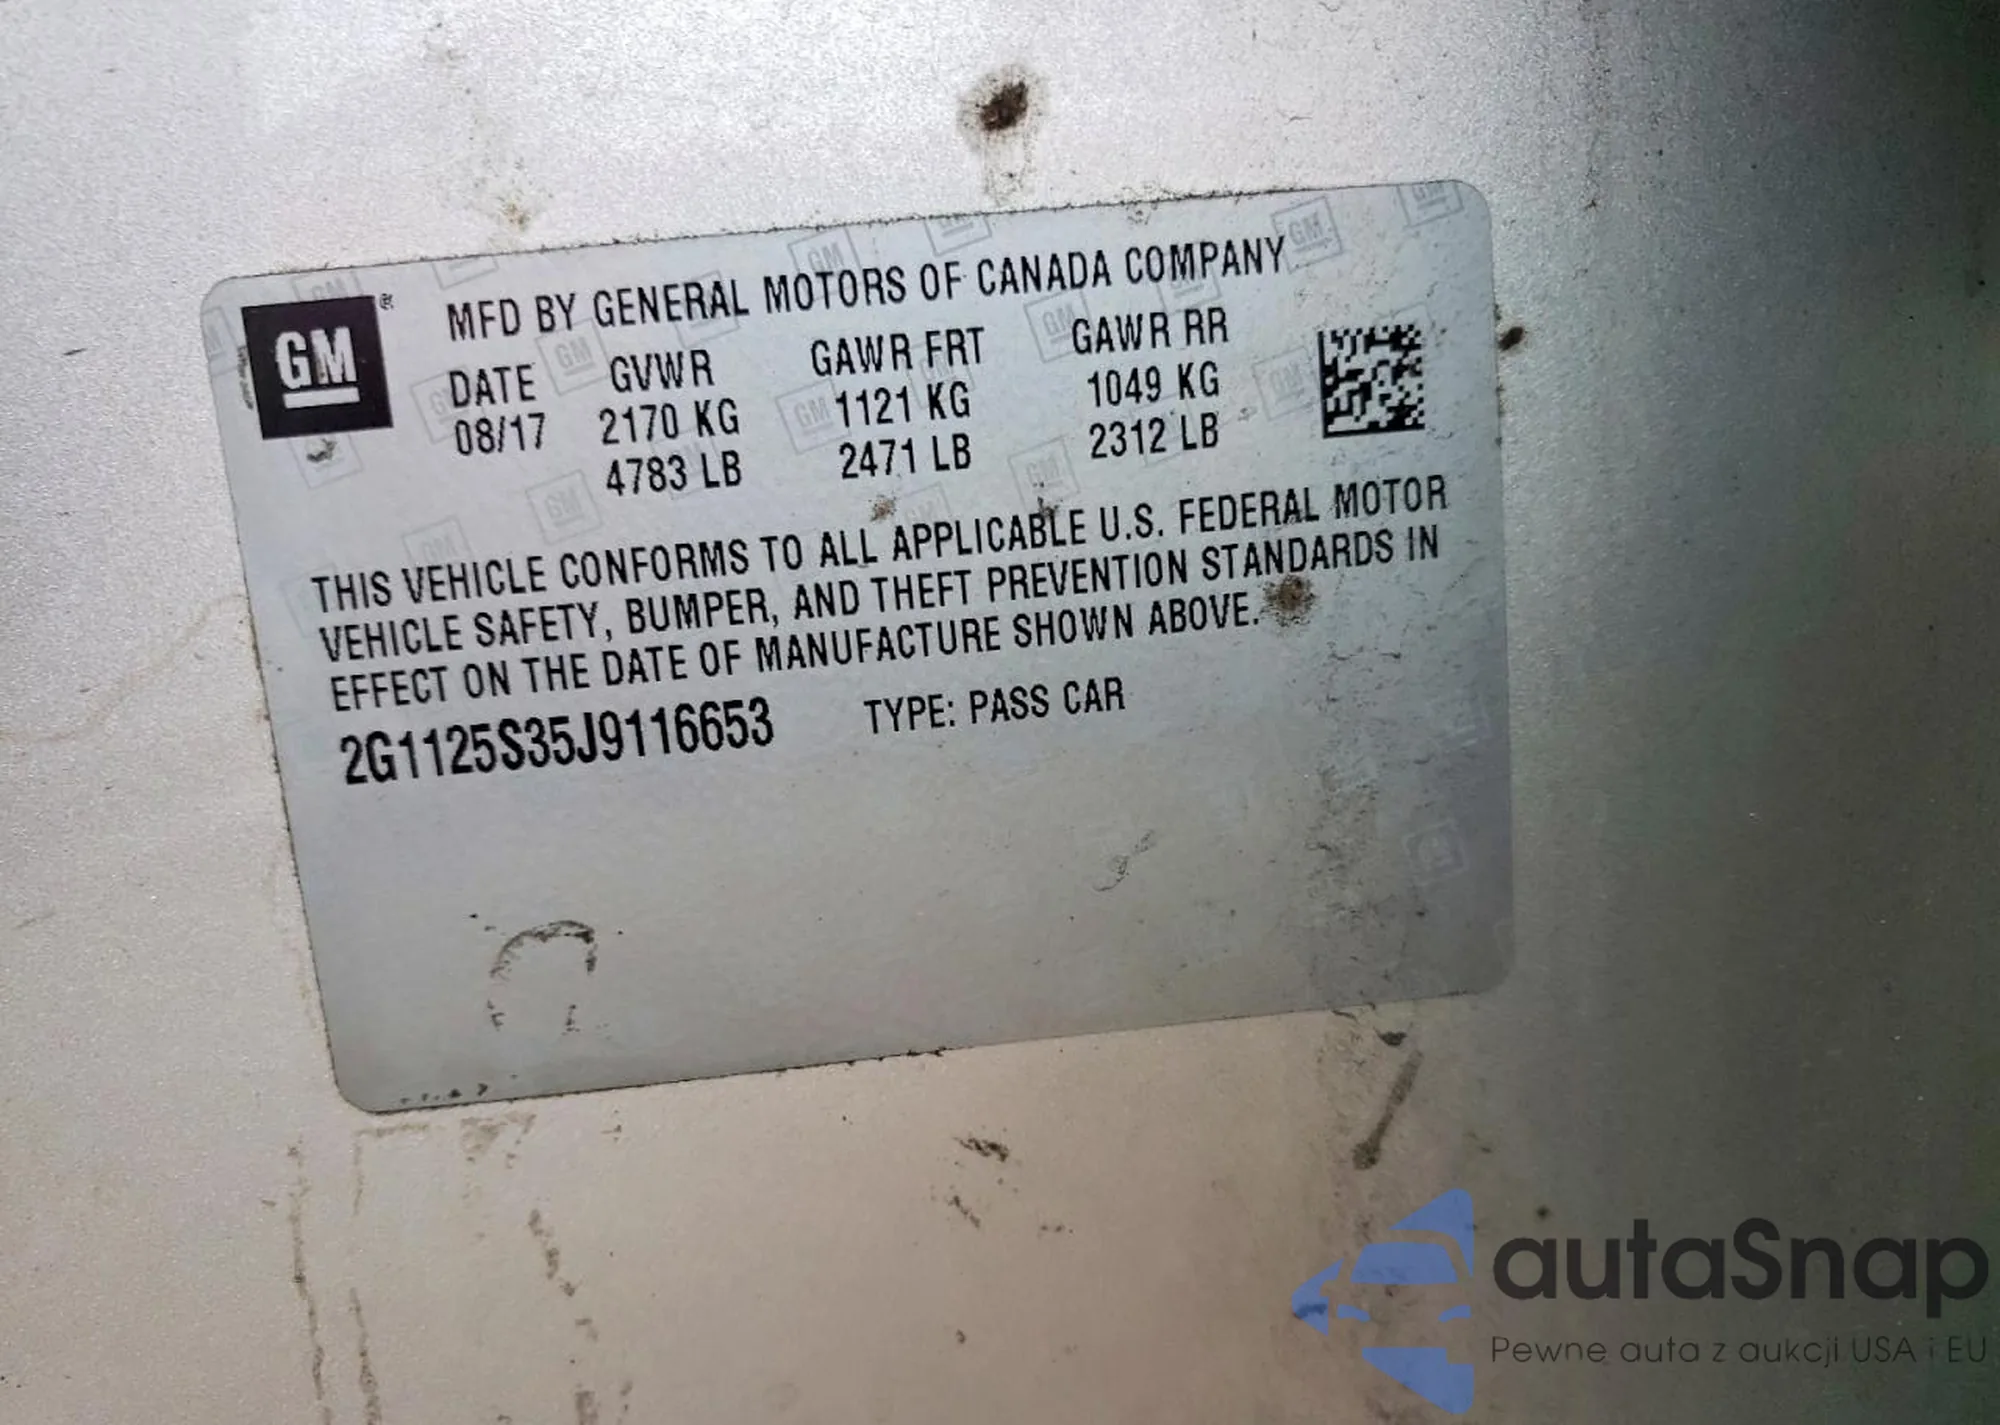 GM
MFD BY GENERAL MOTORS OF CANADA COMPANY
DATE GVWR GAWR FRT GAWR RR
08/17 2170 KG 1121 KG 1049 KG
4783 LB 2471 LB 2312 LB
THIS VEHICLE CONFORMS TO ALL APPLICABLE U.S. FEDERAL MOTOR
VEHICLE SAFETY, BUMPER, AND THEFT PREVENTION STANDARDS IN
EFFECT ON THE DATE OF MANUFACTURE SHOWN ABOVE.
2G1125S35J9116653 TYPE: PASS CAR
autaSnap
Pewne auta z aukcji USA i EU